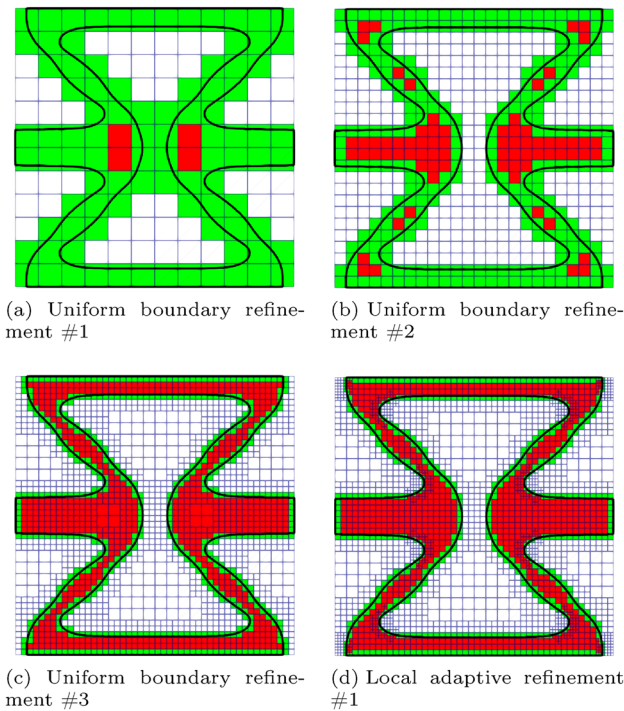 (a) Uniform boundary refine-
ment #1
(b) Uniform boundary refine-
ment #2
(c) Uniform boundary refine-
ment #3
(d) Local adaptive refinement
#1